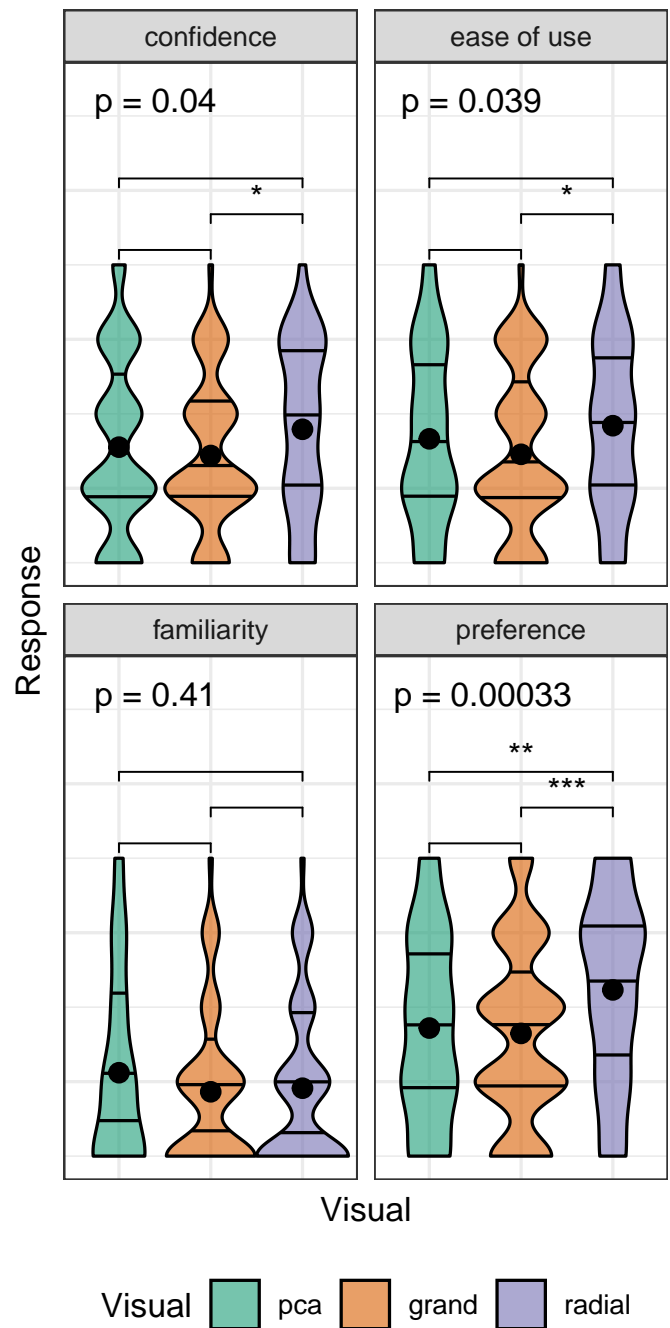 confidence
ease of use
p = 0.04
p = 0.039
*
*
familiarity
preference
p = 0.41
p = 0.00033
**
***
Response
Visual
Visual pca grand radial